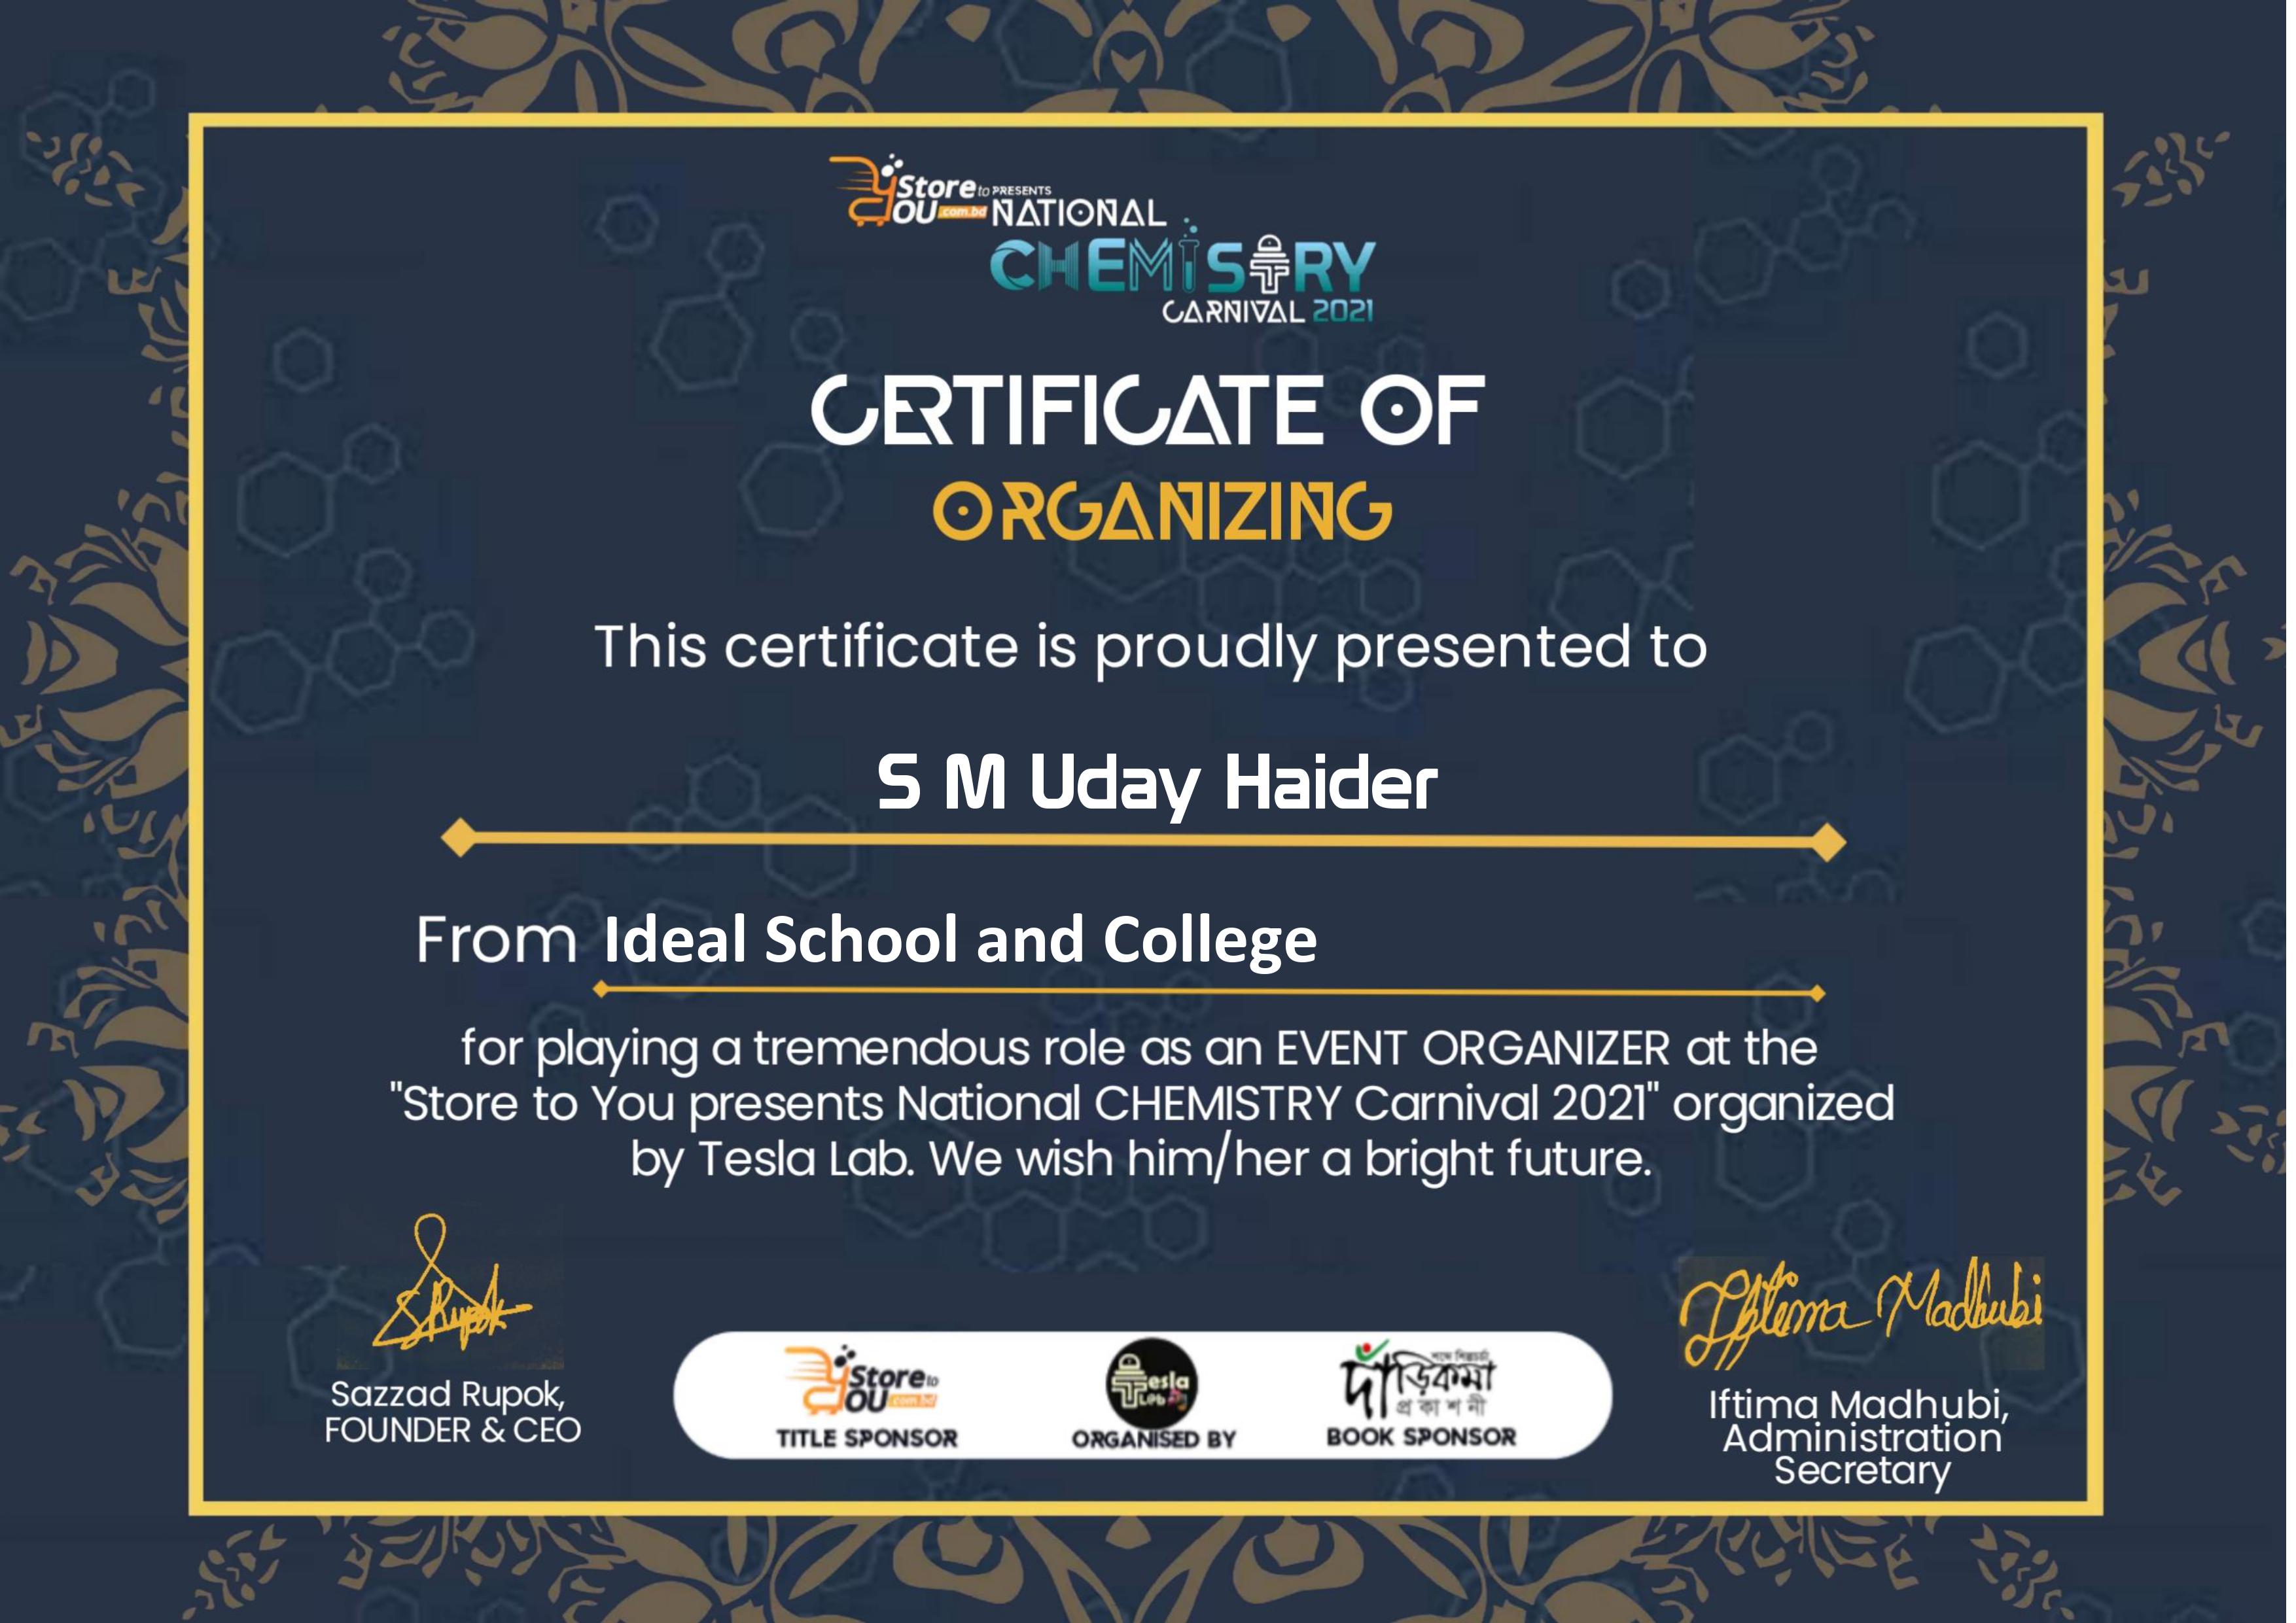 Store to PRESENTS
YOU .com.bd NATIONAL
CHEMISTRY
CARNIVAL 2021
CERTIFICATE OF
ORGANIZING
This certificate is proudly presented to
S M Uday Haider
From Ideal School and College
for playing a tremendous role as an EVENT ORGANIZER at the
"Store to You presents National CHEMISTRY Carnival 2021" organized
by Tesla Lab. We wish him/her a bright future.
S Rupok
Sazzad Rupok,
FOUNDER & CEO
Store to
YOU .com.bd
TITLE SPONSOR
Tesla
Lab
ORGANISED BY
দাঁড়িকমা
প্রকাশনী
BOOK SPONSOR
Iftima Madhubi
Iftima Madhubi,
Administration
Secretary